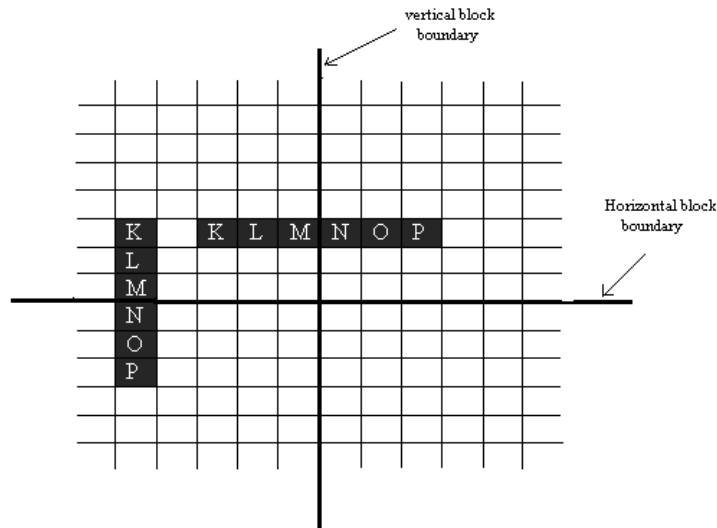 vertical block
boundary
Horizontal block
boundary
K L M N O P
K
L
M
N
O
P